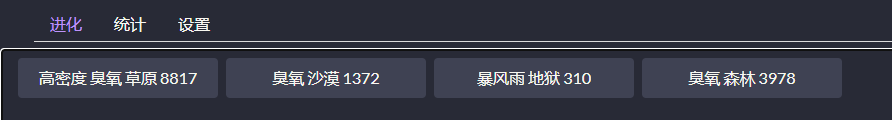 进化 统计 设置
高密度 臭氧 草原 8817 臭氧 沙漠 1372 暴风雨 地狱 310 臭氧 森林 3978